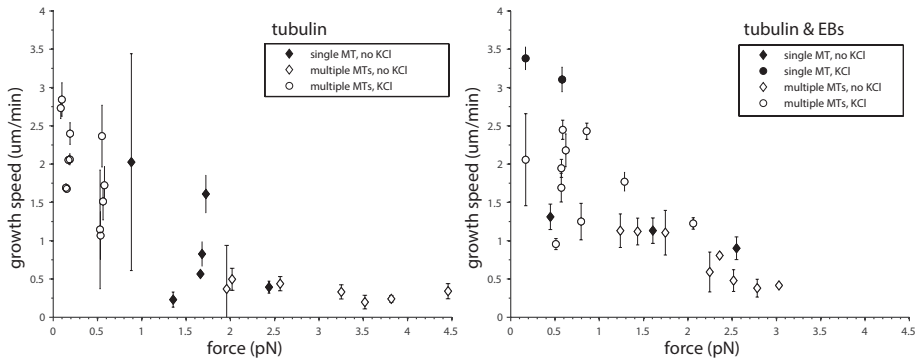 tubulin
single MT, no KCl
multiple MTs, no KCl
multiple MTs, KCl
growth speed (um/min)
4
3.5
3
2.5
2
1.5
1
0.5
0
0 0.5 1 1.5 2 2.5 3 3.5 4 4.5
force (pN)
tubulin & EBs
single MT, no KCl
single MT, KCl
multiple MTs, no KCl
multiple MTs, KCl
growth speed (um/min)
4
3.5
3
2.5
2
1.5
1
0.5
0
0 0.5 1 1.5 2 2.5 3 3.5 4 4.5
force (pN)